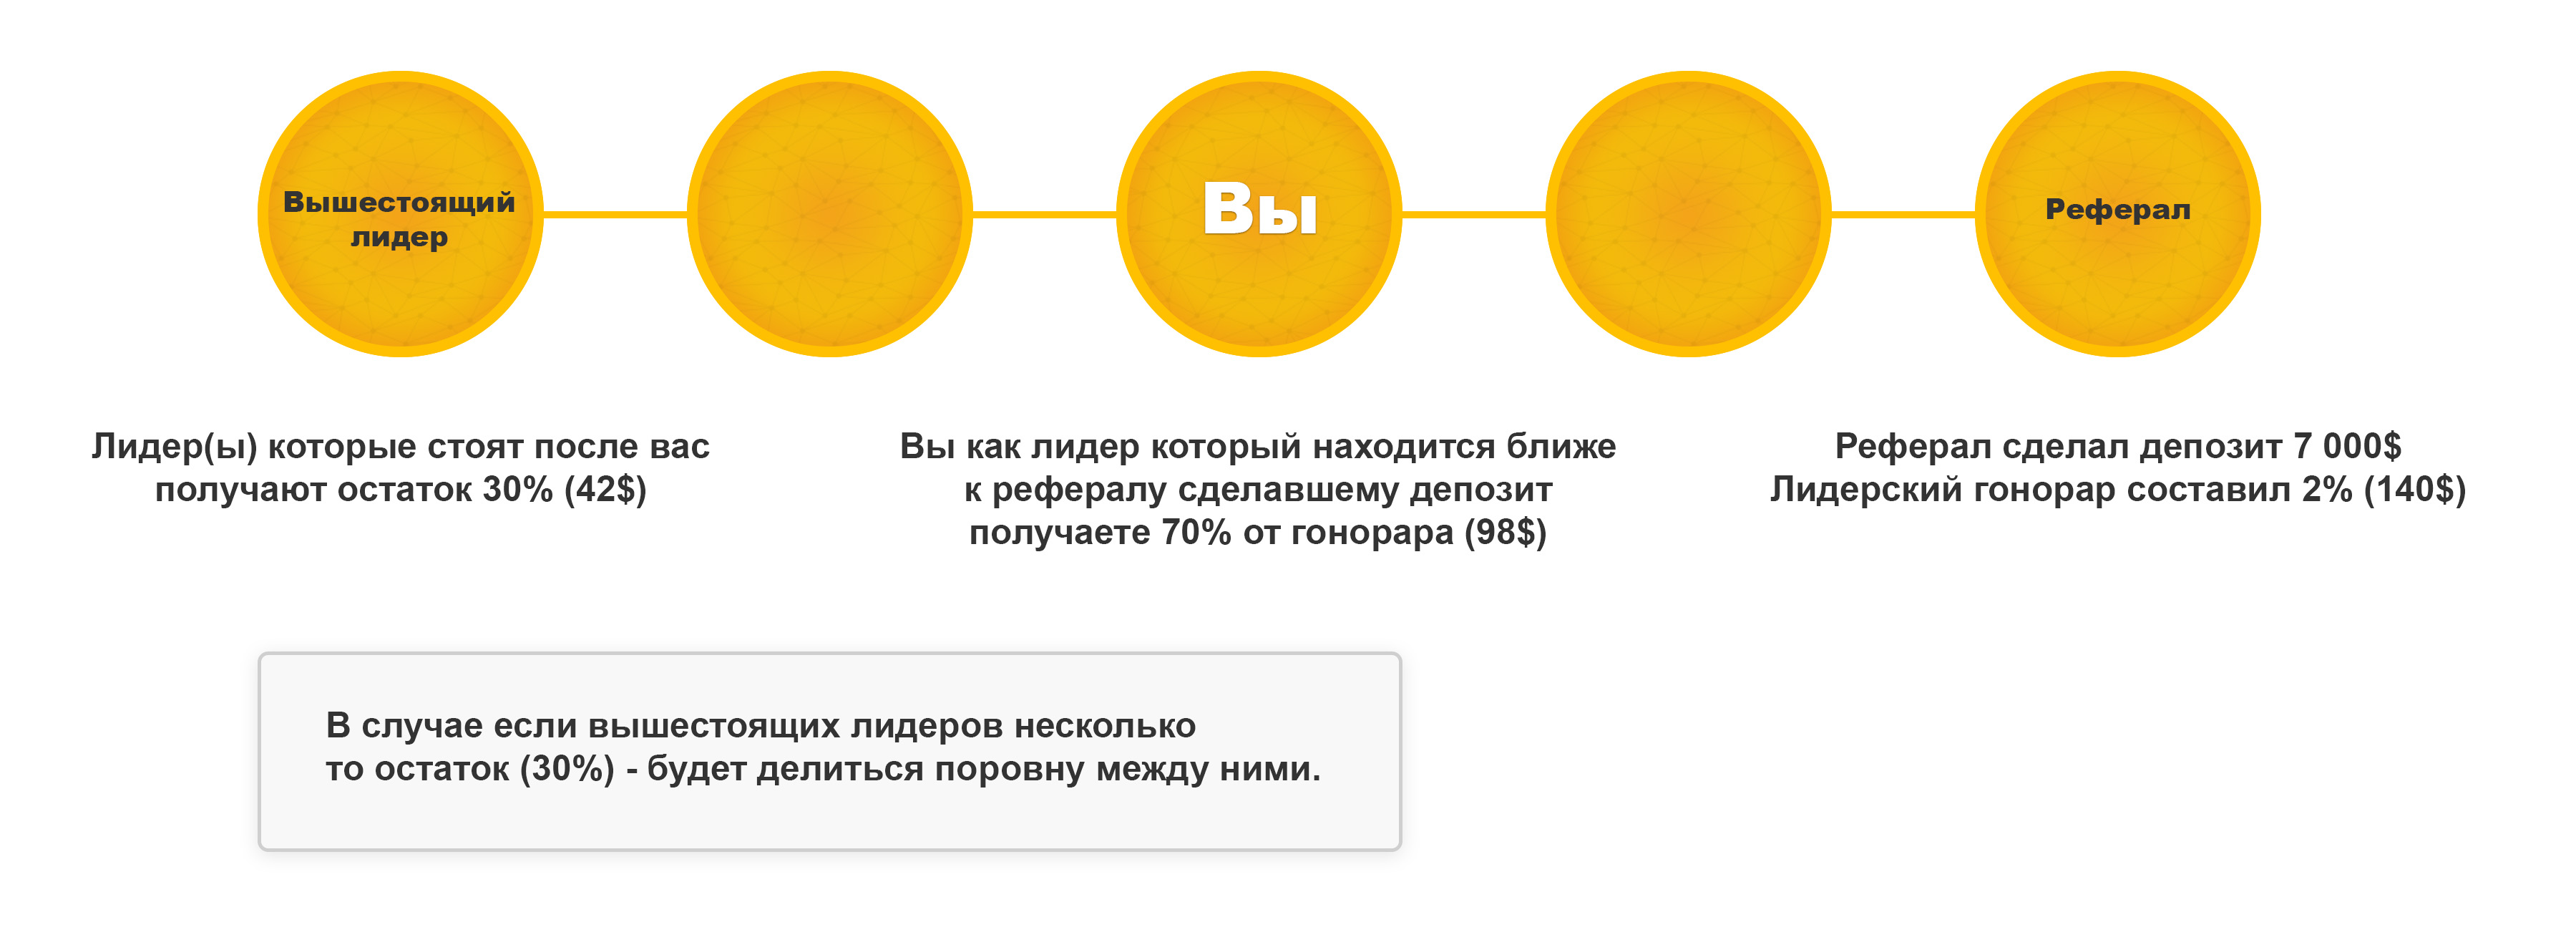 Вышестоящий
лидер
Вы
Реферал
Лидер(ы) которые стоят после вас
получают остаток 30% (42$)
Вы как лидер который находится ближе
к рефералу сделавшему депозит
получаете 70% от гонорара (98$)
Реферал сделал депозит 7 000$
Лидерский гонорар составил 2% (140$)
В случае если вышестоящих лидеров несколько
то остаток (30%) - будет делиться поровну между ними.